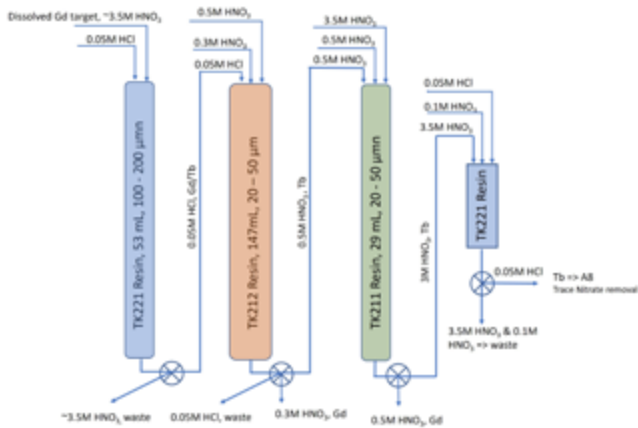 Dissolved Gd target, ~3.5M HNO₃
0.05M HCl
TK221 Resin, 53 mL, 100 - 200 µmn
~3.5M HNO₃, waste
0.5M HNO₃
0.3M HNO₃
0.05M HCl
0.05M HCl, Gd/Tb
TK212 Resin, 147mL, 20 – 50 µm
0.05M HCl, waste
0.3M HNO₃, Gd
3.5M HNO₃
0.5M HNO₃
0.5M HNO₃
0.5M HNO₃, Tb
TK211 Resin, 29 mL, 20 - 50 µmn
0.5M HNO₃, Gd
0.05M HCl
0.1M HNO₃
3.5M HNO₃
3M HNO₃, Tb
TK221 Resin
0.05M HCl
Tb => AB
Trace Nitrate removal
3.5M HNO₃ & 0.1M
HNO₃ => waste